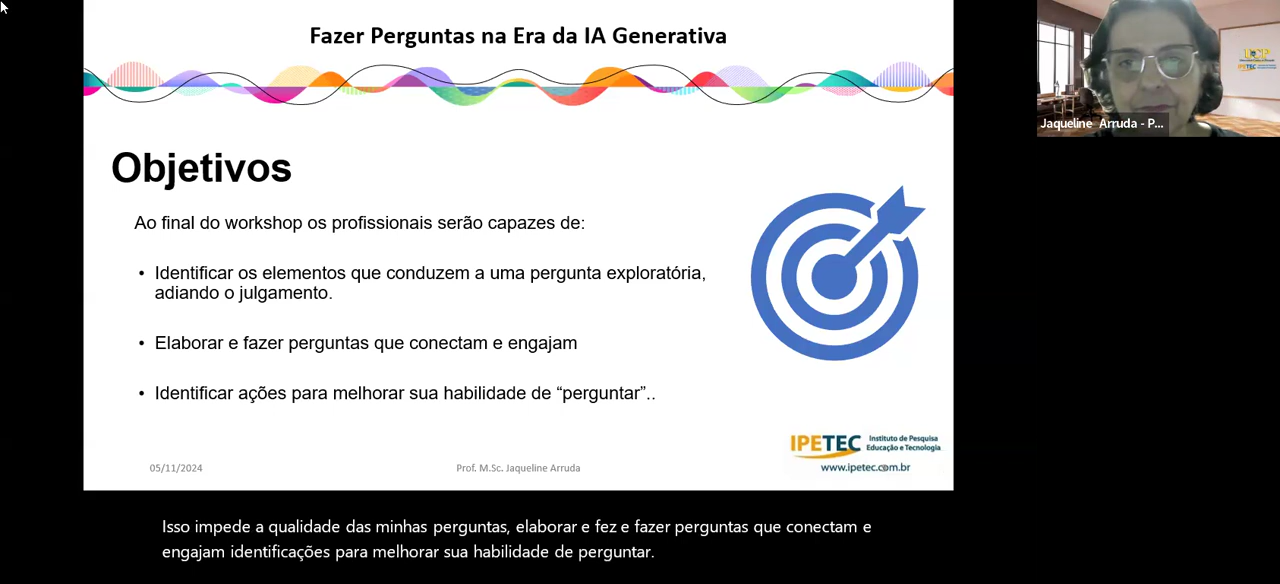 Fazer Perguntas na Era da IA Generativa
Jaqueline Arruda - P...
Objetivos
Ao final do workshop os profissionais serão capazes de:
• Identificar os elementos que conduzem a uma pergunta exploratória,
adiando o julgamento.
• Elaborar e fazer perguntas que conectam e engajam
• Identificar ações para melhorar sua habilidade de “perguntar”..
IPETEC Instituto de Pesquisa
Educação e Tecnologia
www.ipetec.com.br
05/11/2024
Prof. M.Sc. Jaqueline Arruda
Isso impede a qualidade das minhas perguntas, elaborar e fez e fazer perguntas que conectam e
engajam identificações para melhorar sua habilidade de perguntar.
IPETEC